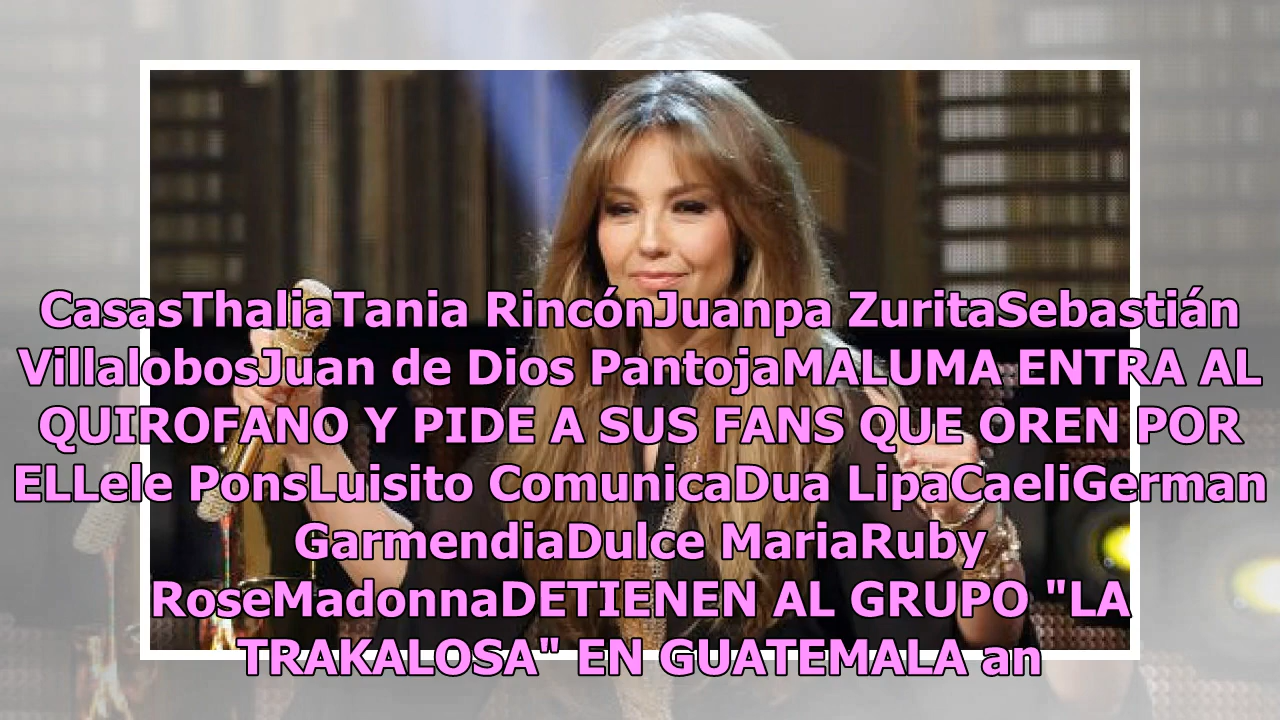 CasasThaliaTania RincónJuanpa ZuritaSebastián
VillalobosJuan de Dios PantojaMALUMA ENTRA AL
QUIROFANO Y PIDE A SUS FANS QUE OREN POR
ELLele PonsLuisito ComunicaDua LipaCaeliGerman
GarmendiaDulce MariaRuby
RoseMadonnaDETIENEN AL GRUPO "LA
TRAKALOSA" EN GUATEMALA an